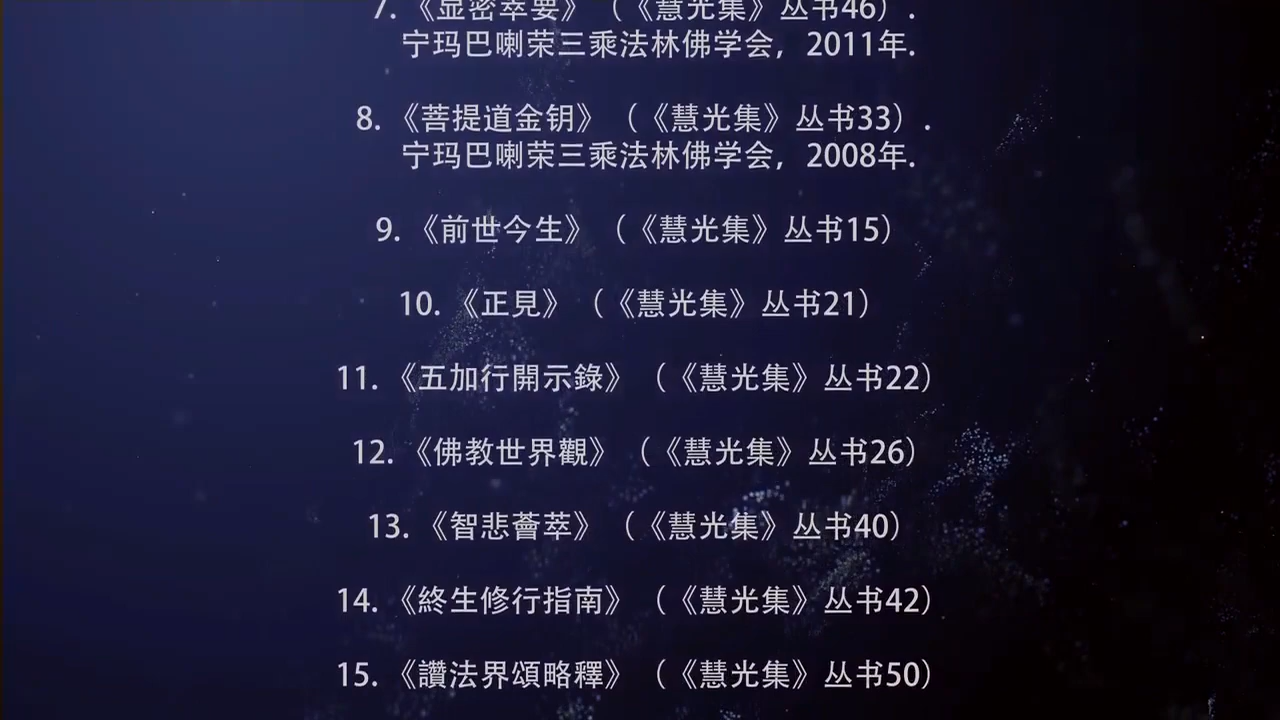 7. 《显密萃要》（《慧光集》丛书46）.
宁玛巴喇荣三乘法林佛学会，2011年.
8. 《菩提道金钥》（《慧光集》丛书33）.
宁玛巴喇荣三乘法林佛学会，2008年.
9. 《前世今生》（《慧光集》丛书15）
10. 《正見》（《慧光集》丛书21）
11. 《五加行開示錄》（《慧光集》丛书22）
12. 《佛教世界觀》（《慧光集》丛书26）
13. 《智悲薈萃》（《慧光集》丛书40）
14. 《終生修行指南》（《慧光集》丛书42）
15. 《讚法界頌略釋》（《慧光集》丛书50）